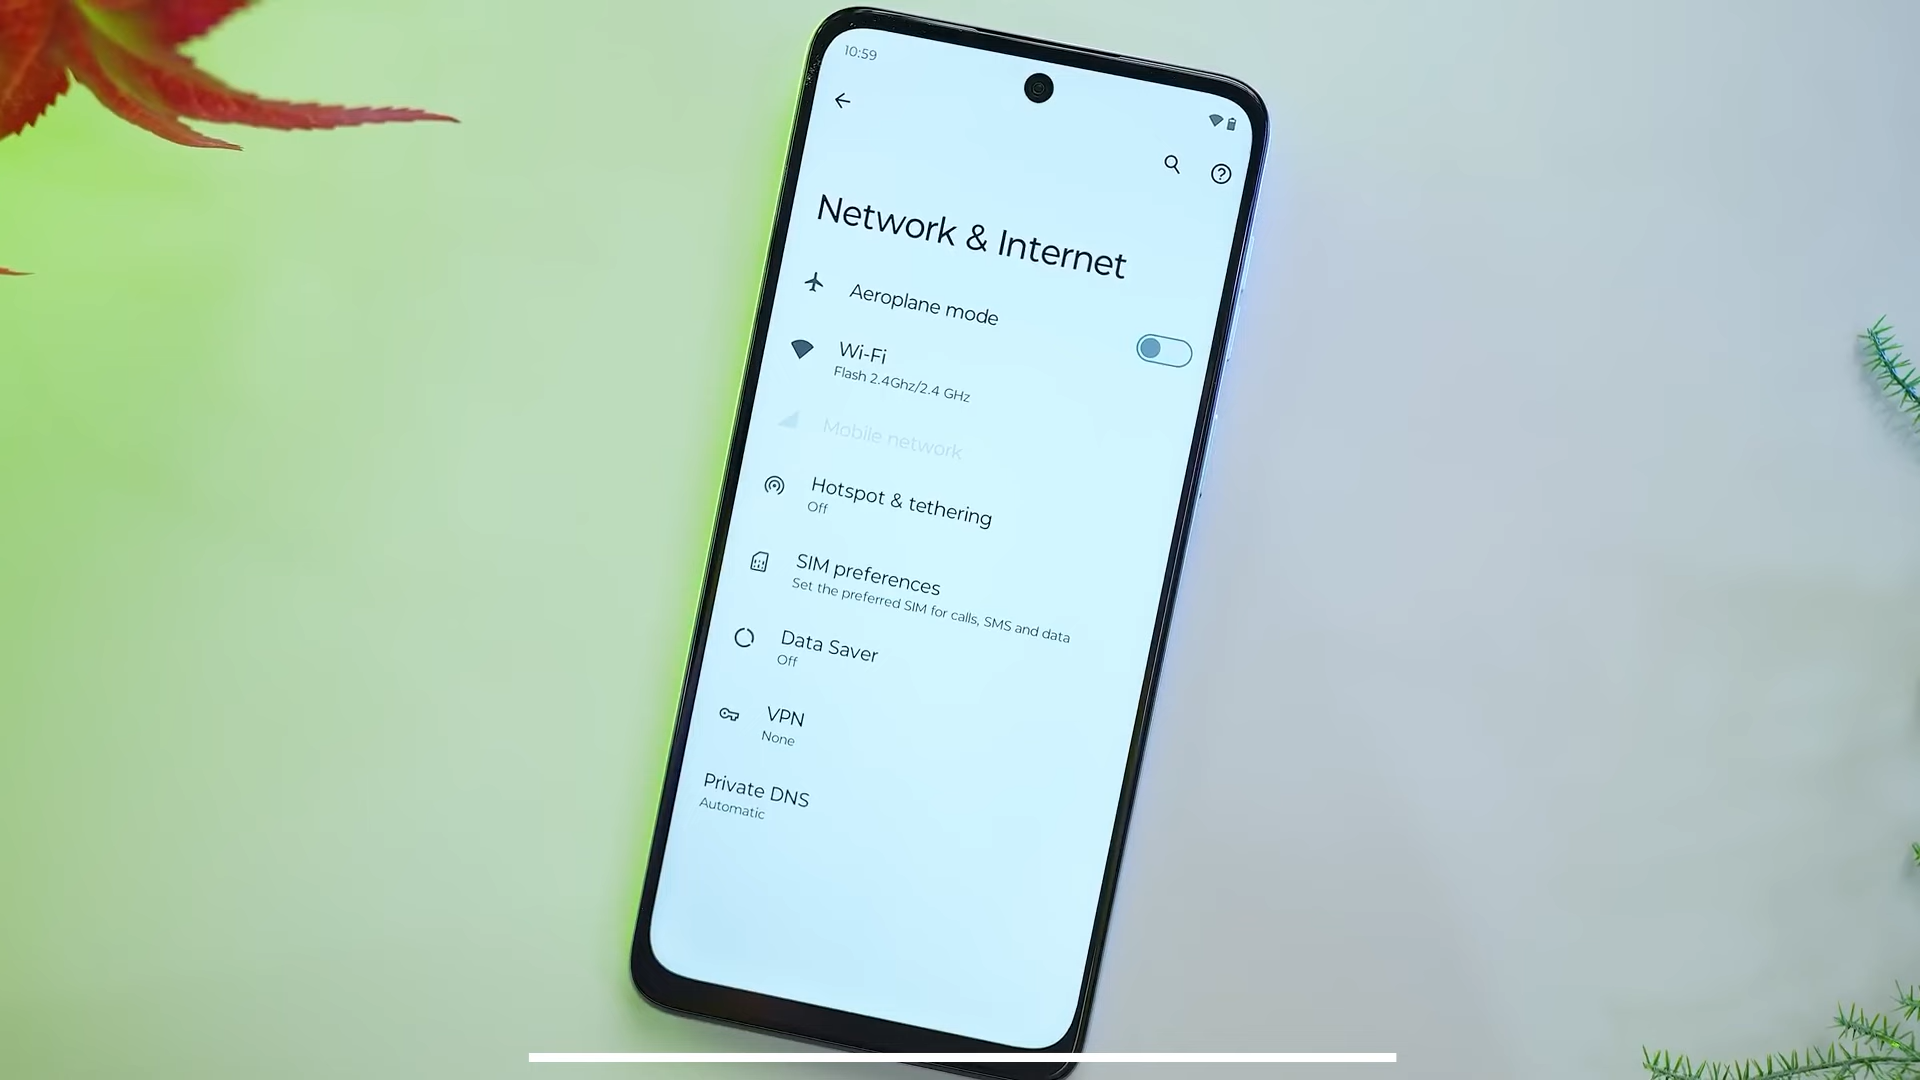 10:59
Network & Internet
Aeroplane mode
Wi-Fi
Flash 2.4Ghz/2.4 GHz
Mobile network
Hotspot & tethering
Off
SIM preferences
Set the preferred SIM for calls, SMS and data
Data Saver
Off
VPN
None
Private DNS
Automatic